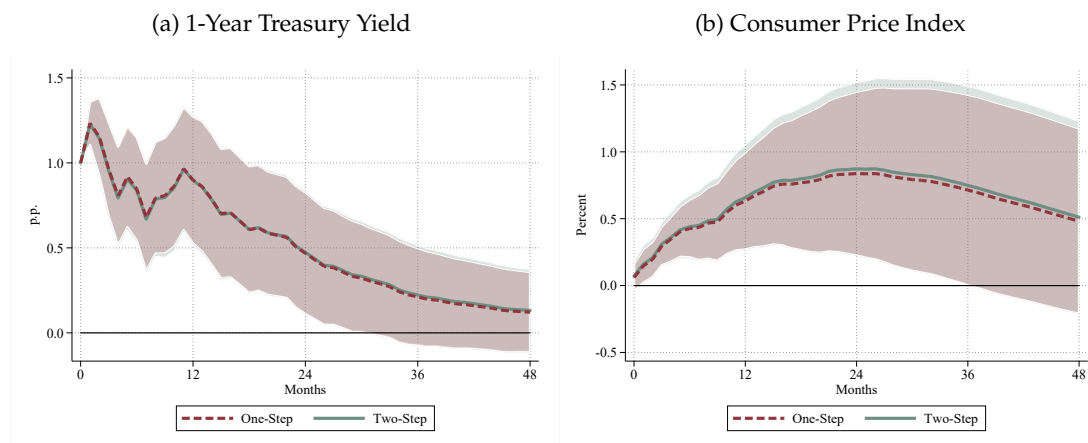 (a) 1-Year Treasury Yield
1.5
1.0
0.5
0.0
p.p.
0
12
24
36
48
Months
One-Step
Two-Step
(b) Consumer Price Index
1.5
1.0
0.5
0.0
-0.5
Percent
0
12
24
36
48
Months
One-Step
Two-Step